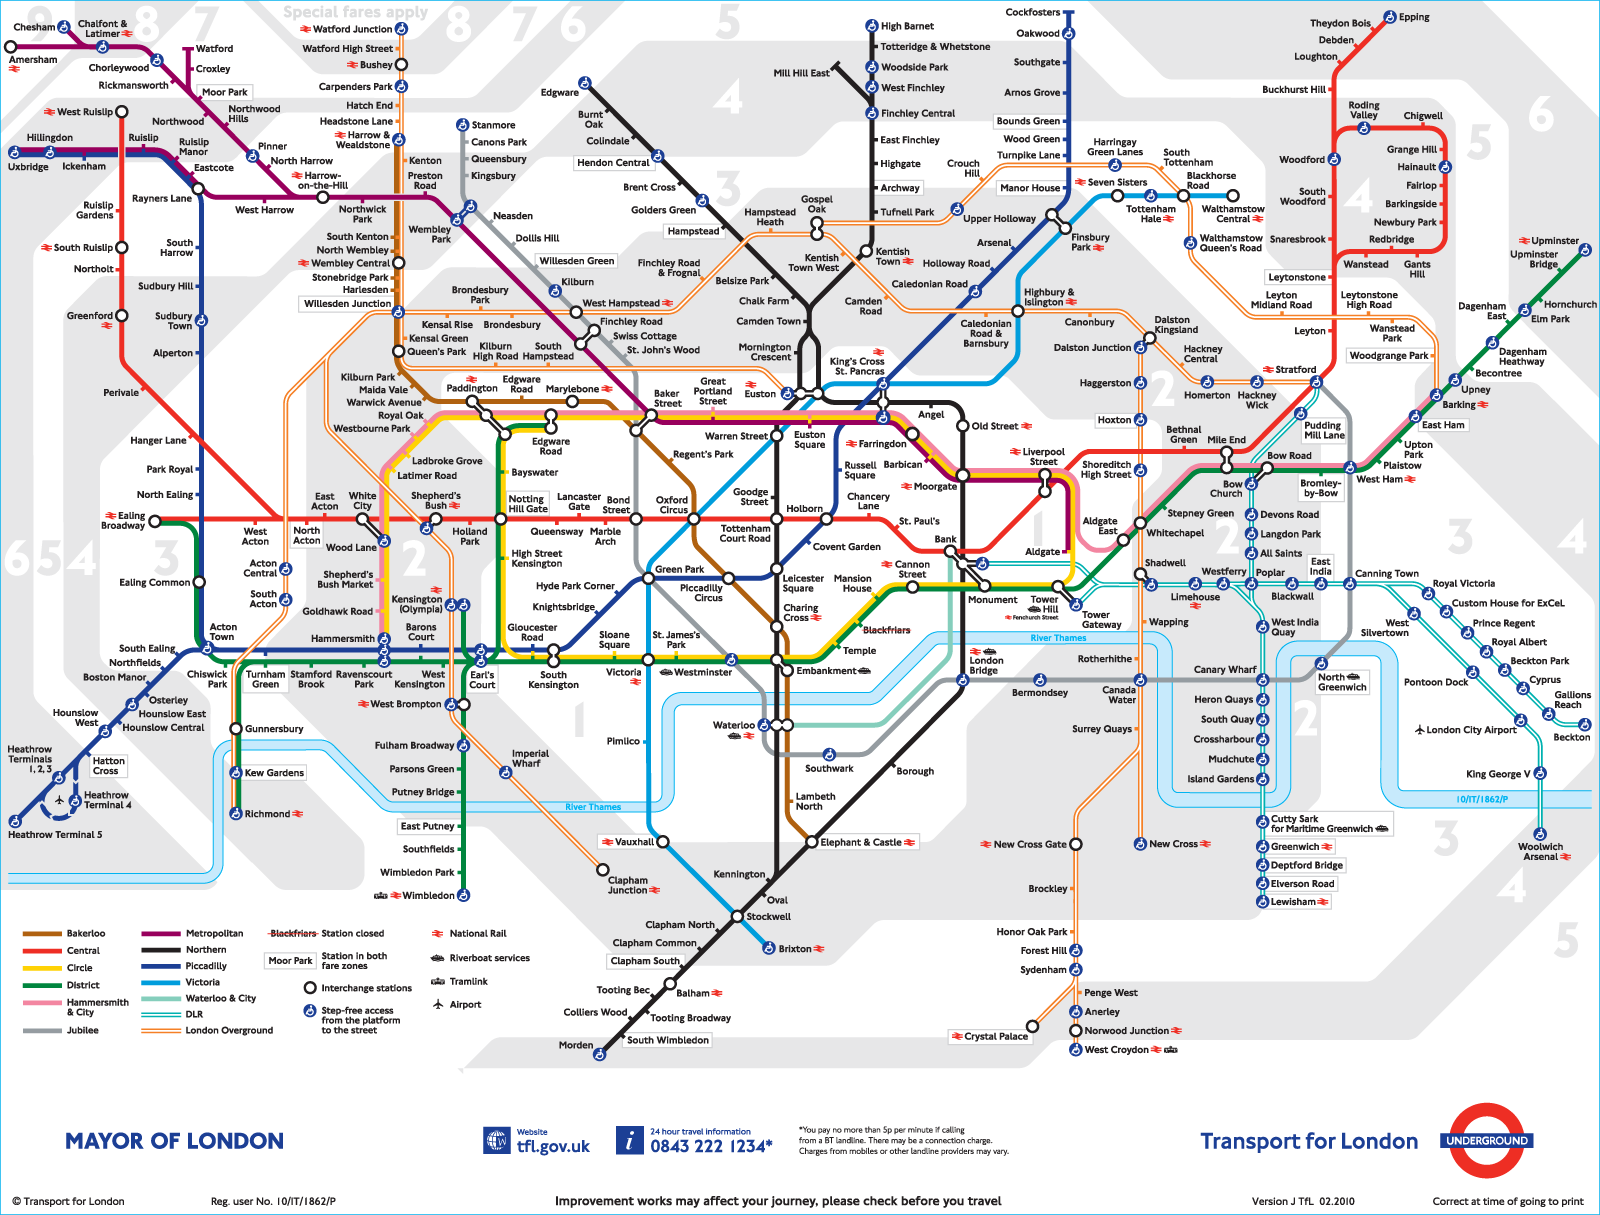 Special fares apply
9
8
7
8
7
6
5
4
3
6
5
4
2
1
2
3
4
6
5
4
3
2
1
2
3
4
5
Chesham
Chalfont &
Latimer
Amersham
Chorleywood
Rickmansworth
Watford
Croxley
Moor Park
Northwood
Northwood
Hills
Pinner
North Harrow
Harrow-
on-the-Hill
West Ruislip
Hillingdon
Uxbridge
Ickenham
Ruislip
Ruislip
Manor
Eastcote
Rayners Lane
West Harrow
Northwick
Park
Preston
Road
Ruislip
Gardens
South Ruislip
Northolt
Greenford
Perivale
Hanger Lane
South
Harrow
Sudbury Hill
Sudbury
Town
Alperton
Park Royal
North Ealing
Ealing
Broadway
Watford Junction
Watford High Street
Bushey
Carpenders Park
Hatch End
Headstone Lane
Harrow &
Wealdstone
Kenton
South Kenton
North Wembley
Wembley Central
Stonebridge Park
Harlesden
Willesden Junction
Kensal Rise
Brondesbury
Park
Brondesbury
Kensal Green
Queen's Park
Kilburn
High Road
South
Hampstead
Kilburn Park
Maida Vale
Warwick Avenue
Royal Oak
Westbourne Park
Paddington
Edgware
Road
Marylebone
Edgware
Road
Stanmore
Canons Park
Queensbury
Kingsbury
Wembley
Park
Neasden
Dollis Hill
Willesden Green
Kilburn
West Hampstead
Finchley Road
Swiss Cottage
St. John's Wood
Finchley Road
& Frognal
Edgware
Burnt
Oak
Colindale
Hendon Central
Brent Cross
Golders Green
Hampstead
Belsize Park
Chalk Farm
Camden Town
Mornington
Crescent
Hampstead
Heath
Gospel
Oak
Kentish
Town West
Camden
Road
High Barnet
Totteridge & Whetstone
Woodside Park
Mill Hill East
West Finchley
Finchley Central
East Finchley
Highgate
Archway
Tufnell Park
Kentish
Town
Crouch
Hill
Upper Holloway
Cockfosters
Oakwood
Southgate
Arnos Grove
Bounds Green
Wood Green
Turnpike Lane
Manor House
Arsenal
Holloway Road
Caledonian Road
Finsbury
Park
Harringay
Green Lanes
South
Tottenham
Seven Sisters
Tottenham
Hale
Blackhorse
Road
Walthamstow
Central
Walthamstow
Queen's Road
Highbury &
Islington
Caledonian
Road &
Barnsbury
Canonbury
Dalston
Kingsland
Dalston Junction
Hackney
Central
Haggerston
Homerton
Hackney
Wick
Hoxton
Stratford
Epping
Theydon Bois
Debden
Loughton
Buckhurst Hill
Roding
Valley
Chigwell
Grange Hill
Hainault
Fairlop
Barkingside
Newbury Park
Redbridge
Gants
Hill
Wanstead
Woodford
South
Woodford
Snaresbrook
Leytonstone
Leyton
Leyton
Midland Road
Leytonstone
High Road
Wanstead
Park
Woodgrange Park
Upminster
Upminster
Bridge
Hornchurch
Elm Park
Dagenham
East
Dagenham
Heathway
Becontree
Upney
Barking
East Ham
Upton
Park
Plaistow
West Ham
Pudding
Mill Lane
Bow Road
Bow
Church
Bromley-
by-Bow
Mile End
Bethnal
Green
Stepney Green
Whitechapel
Shoreditch
High Street
Liverpool
Street
Old Street
Angel
King's Cross
St. Pancras
Euston
Euston
Square
Great
Portland
Street
Baker
Street
Warren Street
Farringdon
Barbican
Moorgate
Russell
Square
Regent's Park
Goodge
Street
Chancery
Lane
Holborn
St. Paul's
Bank
Aldgate
East
Aldgate
Ladbroke Grove
Latimer Road
Bayswater
Notting
Hill Gate
Lancaster
Gate
Bond
Street
Oxford
Circus
Queensway
Marble
Arch
Tottenham
Court Road
East
Acton
West
Acton
North
Acton
White
City
Shepherd's
Bush
Holland
Park
Wood Lane
Shepherd's
Bush Market
Goldhawk Road
Hammersmith
Ealing Common
Acton
Central
South
Acton
Acton
Town
Kensington
(Olympia)
High Street
Kensington
Barons
Court
Gloucester
Road
Hyde Park Corner
Knightsbridge
Green Park
Piccadilly
Circus
Leicester
Square
Covent Garden
Charing
Cross
Mansion
House
Cannon
Street
Blackfriars
Temple
Monument
Tower
Hill
Fenchurch Street
Tower
Gateway
Shadwell
Limehouse
Westferry
Poplar
Blackwall
East
India
Canning Town
Devons Road
Langdon Park
All Saints
Royal Victoria
Custom House for ExCeL
Prince Regent
Royal Albert
Beckton Park
Cyprus
Gallions
Reach
Beckton
West
Silvertown
Pontoon Dock
London City Airport
King George V
Woolwich
Arsenal
South Ealing
Northfields
Boston Manor
Osterley
Hounslow East
Hounslow Central
Hounslow
West
Hatton
Cross
Heathrow
Terminals
1, 2, 3
Heathrow
Terminal 4
Heathrow Terminal 5
Chiswick
Park
Turnham
Green
Stamford
Brook
Ravenscourt
Park
West
Kensington
Earl's
Court
South
Kensington
Sloane
Square
Victoria
St. James's
Park
Westminster
Embankment
Gunnersbury
Kew Gardens
Richmond
West Brompton
Fulham Broadway
Parsons Green
Putney Bridge
East Putney
Southfields
Wimbledon Park
Wimbledon
Imperial
Wharf
Clapham
Junction
Pimlico
Vauxhall
Waterloo
Southwark
Lambeth
North
Elephant & Castle
Borough
London
Bridge
Bermondsey
Canada
Water
Wapping
Rotherhithe
Surrey Quays
Canary Wharf
West India
Quay
Heron Quays
South Quay
Crossharbour
Mudchute
Island Gardens
Cutty Sark
for Maritime Greenwich
Greenwich
Deptford Bridge
Elverson Road
Lewisham
North
Greenwich
River Thames
River Thames
10/IT/1862/P
Kennington
Oval
Stockwell
Brixton
Clapham North
Clapham Common
Clapham South
Balham
Tooting Bec
Tooting Broadway
Colliers Wood
South Wimbledon
Morden
New Cross Gate
New Cross
Brockley
Honor Oak Park
Forest Hill
Sydenham
Penge West
Anerley
Crystal Palace
Norwood Junction
West Croydon
Bakerloo
Central
Circle
District
Hammersmith
& City
Jubilee
Metropolitan
Northern
Piccadilly
Victoria
Waterloo & City
DLR
London Overground
Blackfriars
Station closed
Moor Park
Station in both
fare zones
Interchange stations
Step-free access
from the platform
to the street
National Rail
Riverboat services
Tramlink
Airport
MAYOR OF LONDON
Website
tfl.gov.uk
24 hour travel information
0843 222 1234*
*You pay no more than 5p per minute if calling
from a BT landline. There may be a connection charge.
Charges from mobiles or other landline providers may vary.
Transport for London
UNDERGROUND
© Transport for London
Reg. user No. 10/IT/1862/P
Improvement works may affect your journey, please check before you travel
Version J TfL 02.2010
Correct at time of going to print